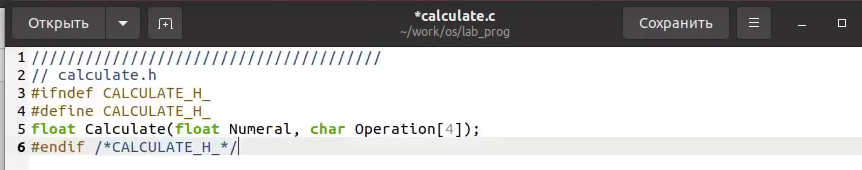 Открыть
*calculate.c
~/work/os/lab_prog
Сохранить
1 ///////////////////////////////////////
2 // calculate.h
3 #ifndef CALCULATE_H_
4 #define CALCULATE_H_
5 float Calculate(float Numeral, char Operation[4]);
6 #endif /*CALCULATE_H_*/